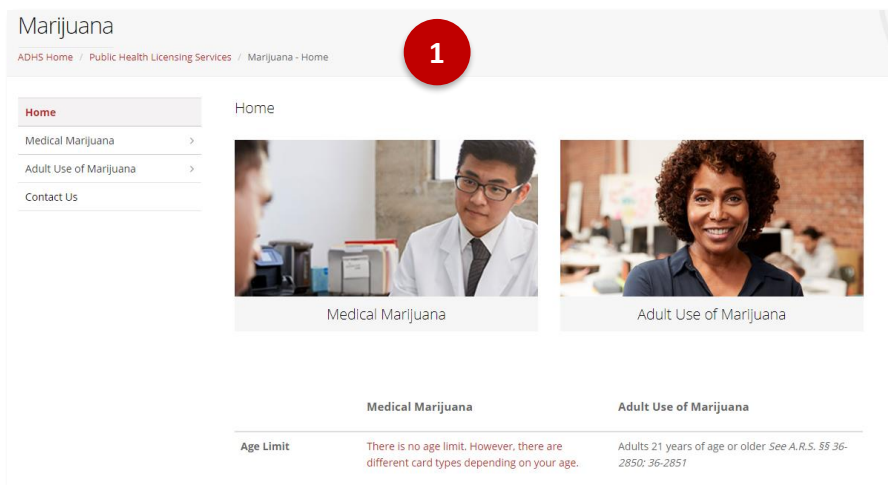 Marijuana
ADHS Home / Public Health Licensing Services / Marijuana - Home
1
Home
Medical Marijuana
Adult Use of Marijuana
Contact Us
Home
Medical Marijuana
Adult Use of Marijuana
Medical Marijuana
Adult Use of Marijuana
Age Limit
There is no age limit. However, there are
different card types depending on your age.
Adults 21 years of age or older See A.R.S. §§ 36-
2850; 36-2851